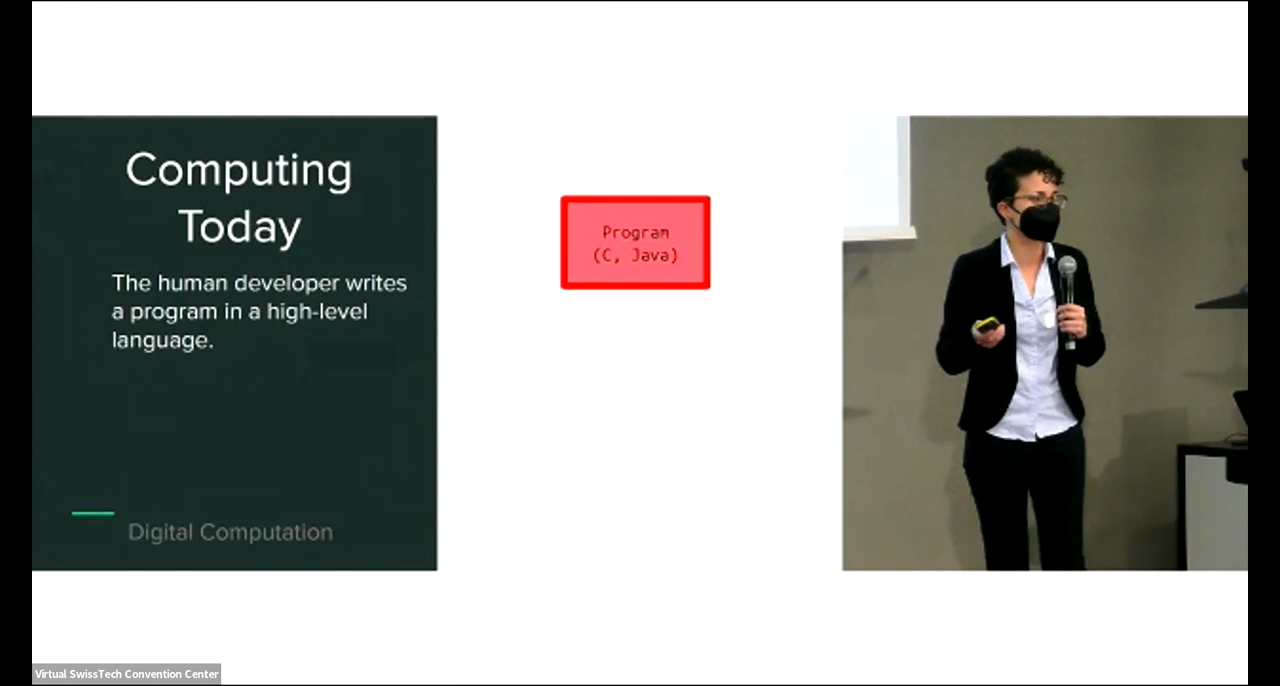 Computing
Today
The human developer writes
a program in a high-level
language.
Digital Computation
Program
(C, Java)
Virtual SwissTech Convention Center